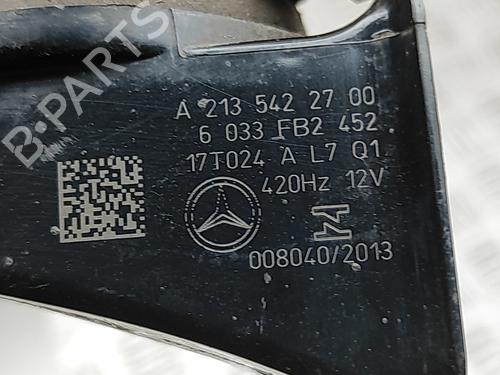 B-PARTS
A 213 542 27 00
6 033 FB2 452
17T024 A L7 Q1
420Hz 12V
008040/2013